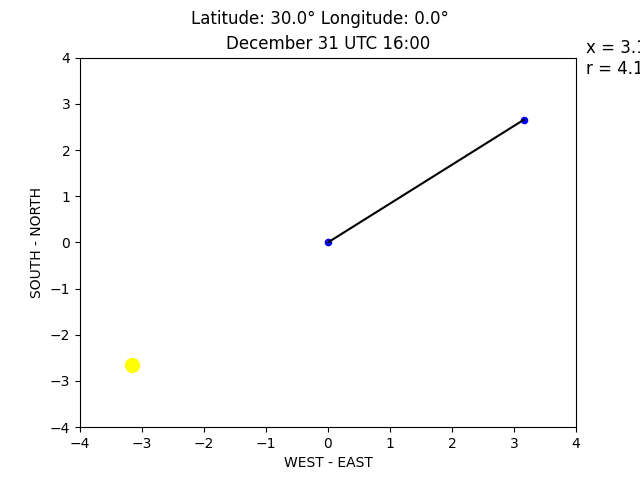 Latitude: 30.0° Longitude: 0.0°
December 31 UTC 16:00
x = 3.1
r = 4.1
4
3
2
1
0
−1
−2
−3
−4
SOUTH - NORTH
−4 −3 −2 −1 0 1 2 3 4
WEST - EAST